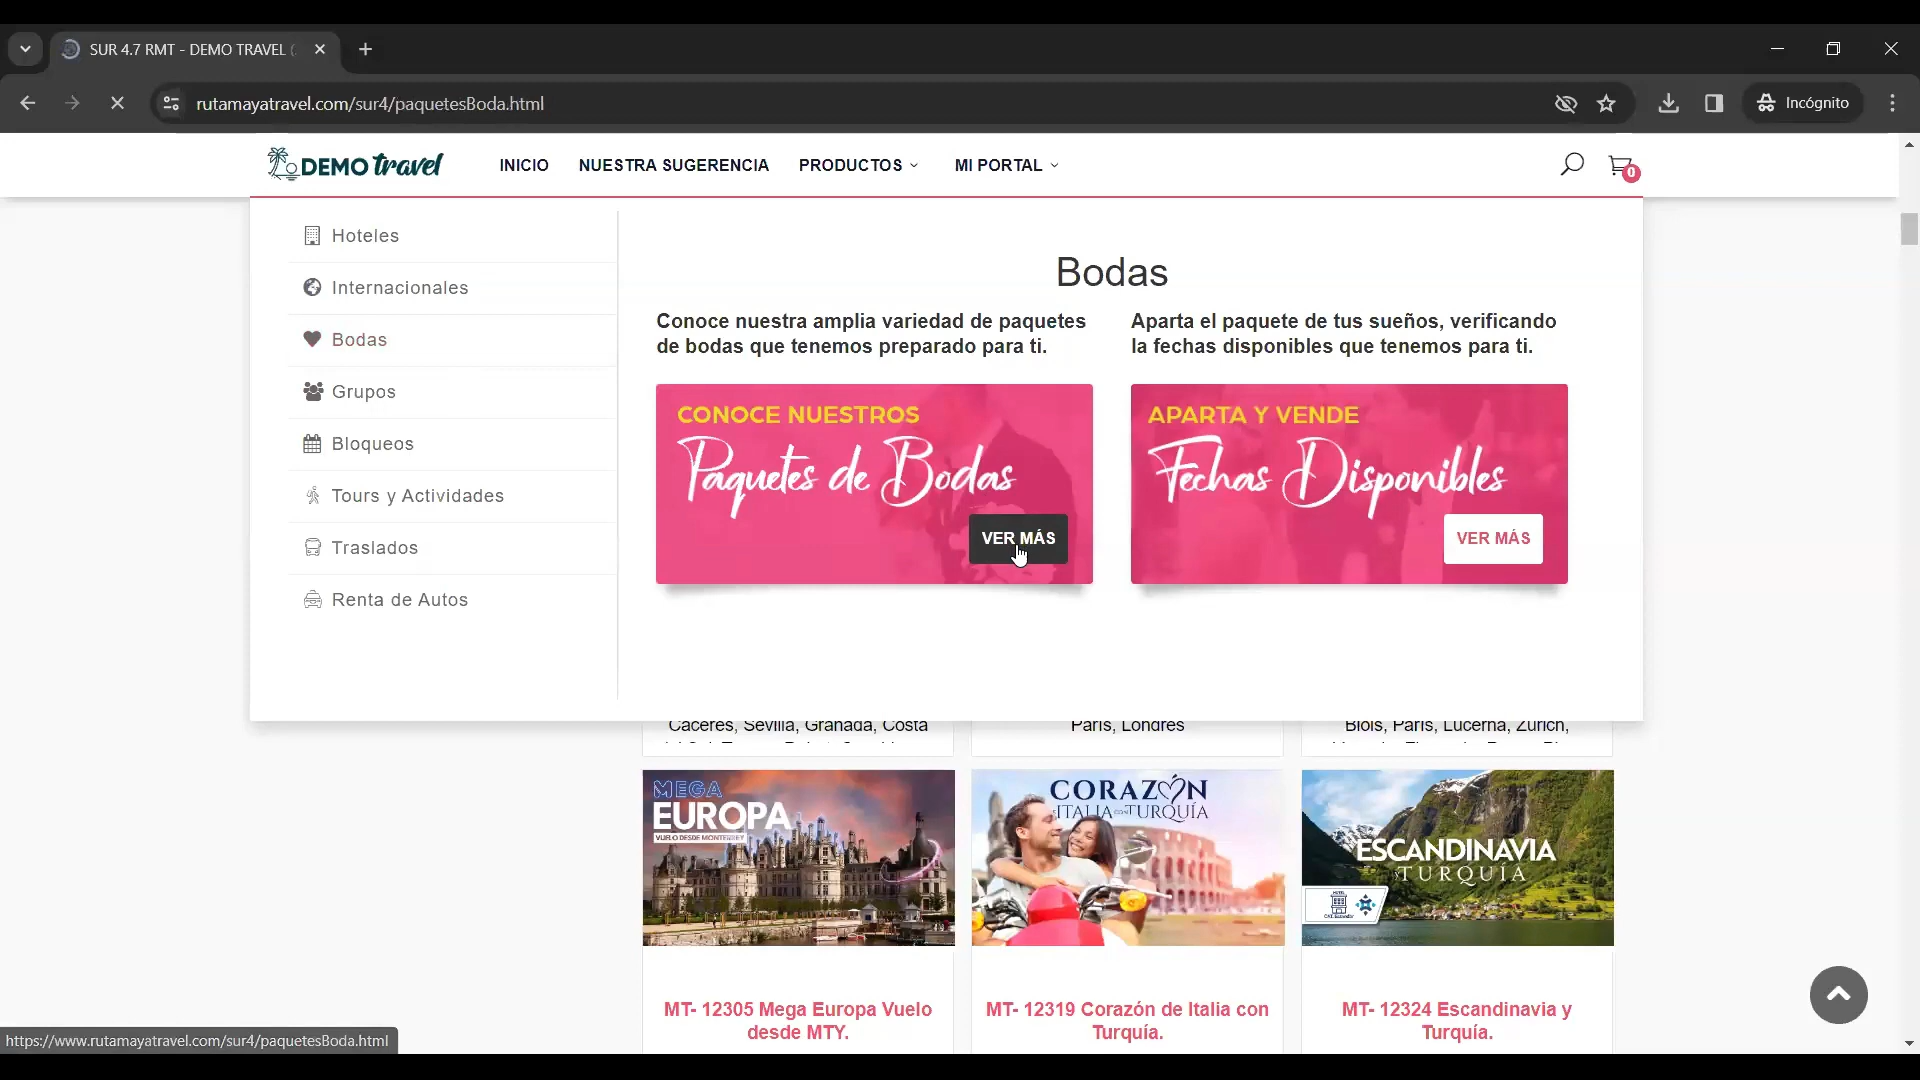 SUR 4.7 RMT - DEMO TRAVEL
rutamayatravel.com/sur4/paquetesBoda.html
Incógnito
DEMO travel
INICIO
NUESTRA SUGERENCIA
PRODUCTOS
MI PORTAL
0
Hoteles
Internacionales
Bodas
Grupos
Bloqueos
Tours y Actividades
Traslados
Renta de Autos
Bodas
Conoce nuestra amplia variedad de paquetes
de bodas que tenemos preparado para ti.
CONOCE NUESTROS
Paquetes de Bodas
VER MÁS
Aparta el paquete de tus sueños, verificando
la fechas disponibles que tenemos para ti.
APARTA Y VENDE
Fechas Disponibles
VER MÁS
Cáceres, Sevilla, Granada, Costa
París, Londres
Blois, París, Lucerna, Zúrich,
MEGA
EUROPA
VUELO DESDE MONTERREY
MT- 12305 Mega Europa Vuelo
desde MTY.
CORAZÓN
ITALIA CON TURQUÍA
MT- 12319 Corazón de Italia con
Turquía.
ESCANDINAVIA
Y TURQUÍA
MT- 12324 Escandinavia y
Turquía.
https://www.rutamayatravel.com/sur4/paquetesBoda.html